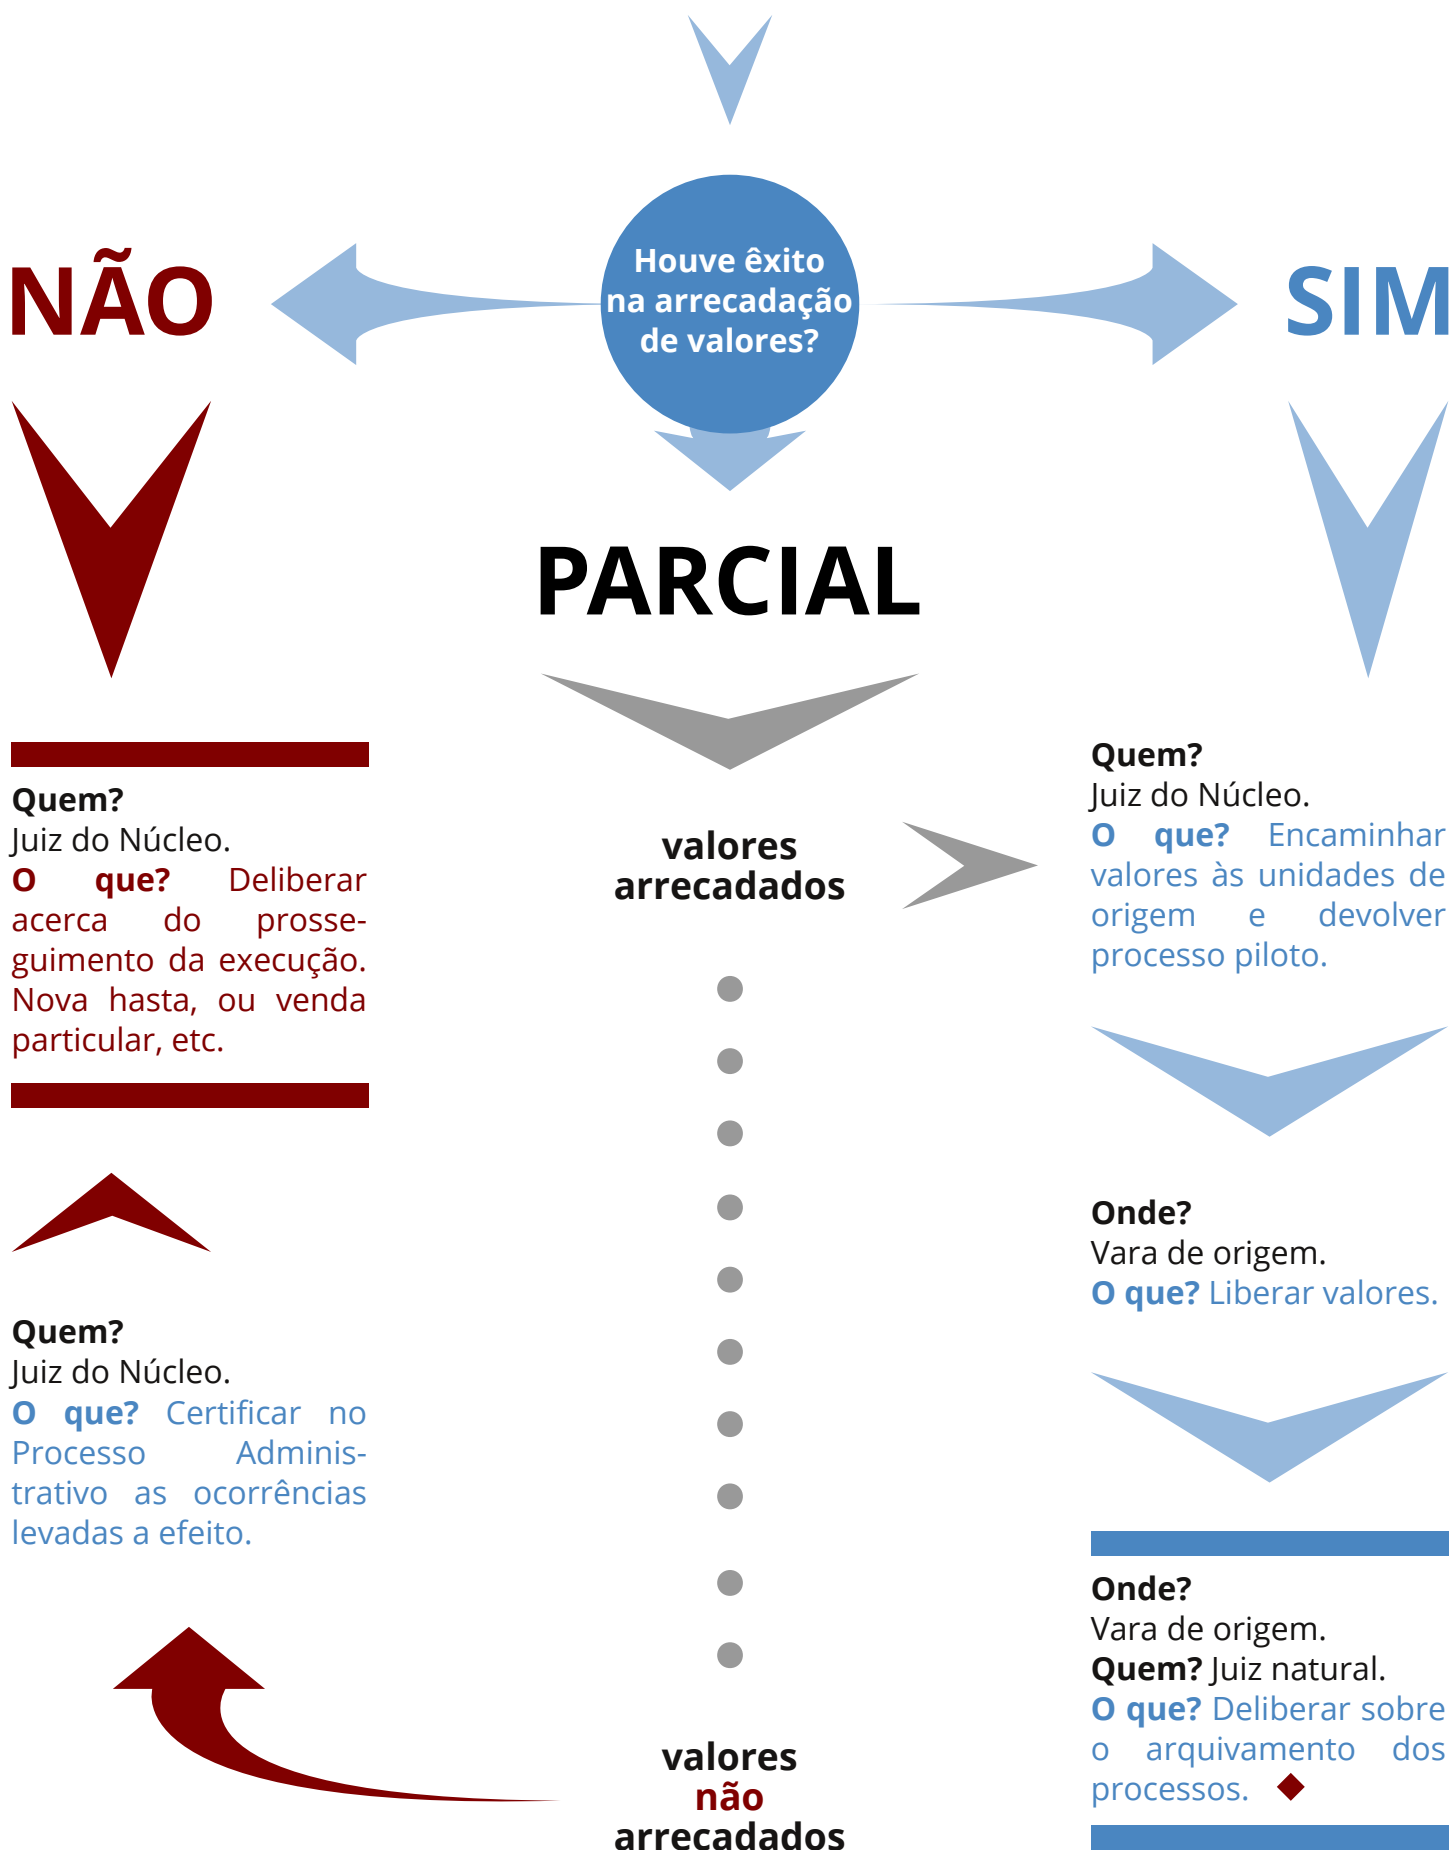 Houve êxito
na arrecadação
de valores?
NÃO
SIM
PARCIAL
Quem?
Juiz do Núcleo.
O que? Deliberar
acerca do prosse-
guimento da execução.
Nova hasta, ou venda
particular, etc.
Quem?
Juiz do Núcleo.
O que? Certificar no
Processo Adminis-
trativo as ocorrências
levadas a efeito.
valores
arrecadados
valores
não
arrecadados
Quem?
Juiz do Núcleo.
O que? Encaminhar
valores às unidades de
origem e devolver
processo piloto.
Onde?
Vara de origem.
O que? Liberar valores.
Onde?
Vara de origem.
Quem? Juiz natural.
O que? Deliberar sobre
o arquivamento dos
processos.